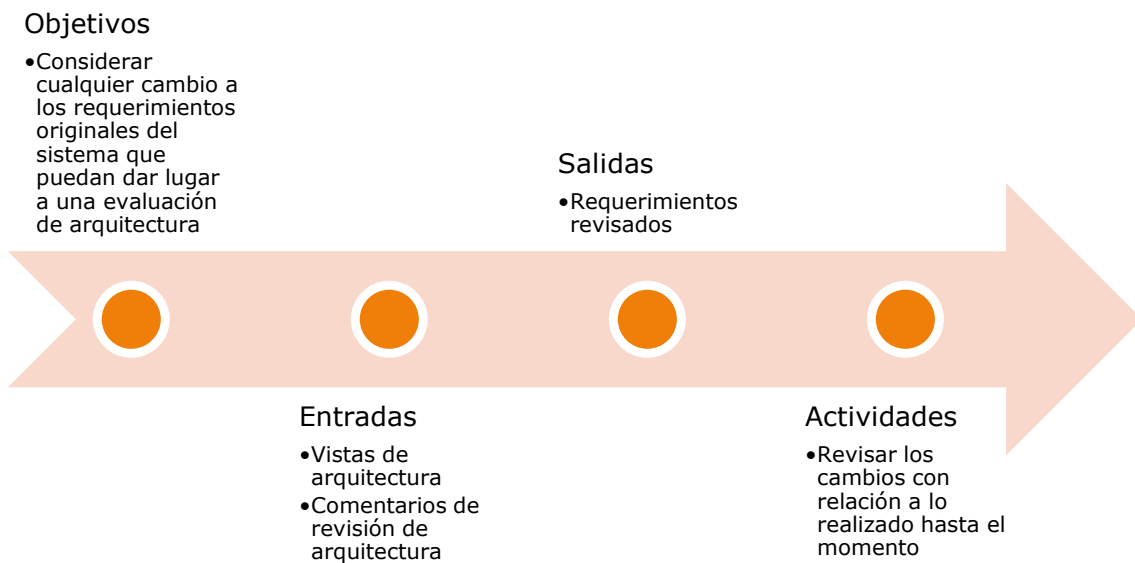 Objetivos
•Considerar
cualquier cambio a
los requerimientos
originales del
sistema que
puedan dar lugar
a una evaluación
de arquitectura
Entradas
•Vistas de
arquitectura
•Comentarios de
revisión de
arquitectura
Salidas
•Requerimientos
revisados
Actividades
•Revisar los
cambios con
relación a lo
realizado hasta el
momento